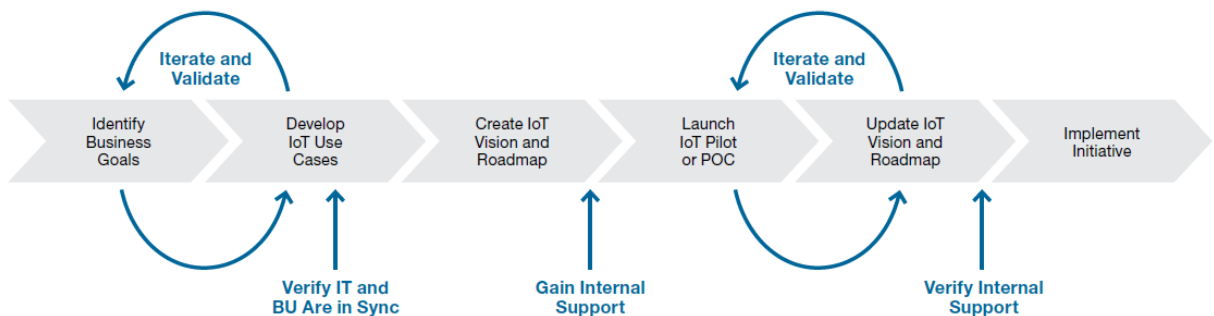 Iterate and
Validate
Iterate and
Validate
Identify
Business
Goals
Develop
IoT Use
Cases
Create IoT
Vision and
Roadmap
Launch
IoT Pilot
or POC
Update IoT
Vision and
Roadmap
Implement
Initiative
Verify IT and
BU Are in Sync
Gain Internal
Support
Verify Internal
Support